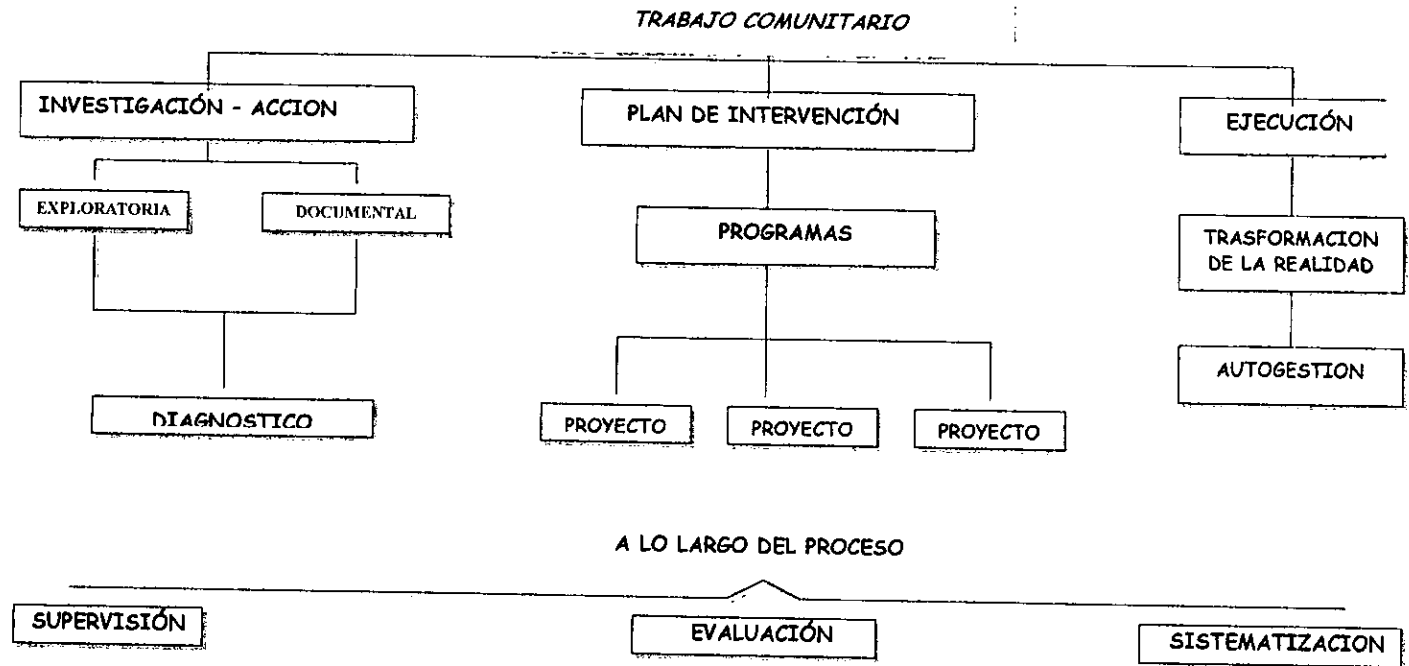 TRABAJO COMUNITARIO
INVESTIGACIÓN - ACCION
PLAN DE INTERVENCIÓN
EJECUCIÓN
EXPLORATORIA
DOCUMENTAL
PROGRAMAS
TRASFORMACION
DE LA REALIDAD
AUTOGESTION
DIAGNOSTICO
PROYECTO
PROYECTO
PROYECTO
A LO LARGO DEL PROCESO
SUPERVISIÓN
EVALUACIÓN
SISTEMATIZACION